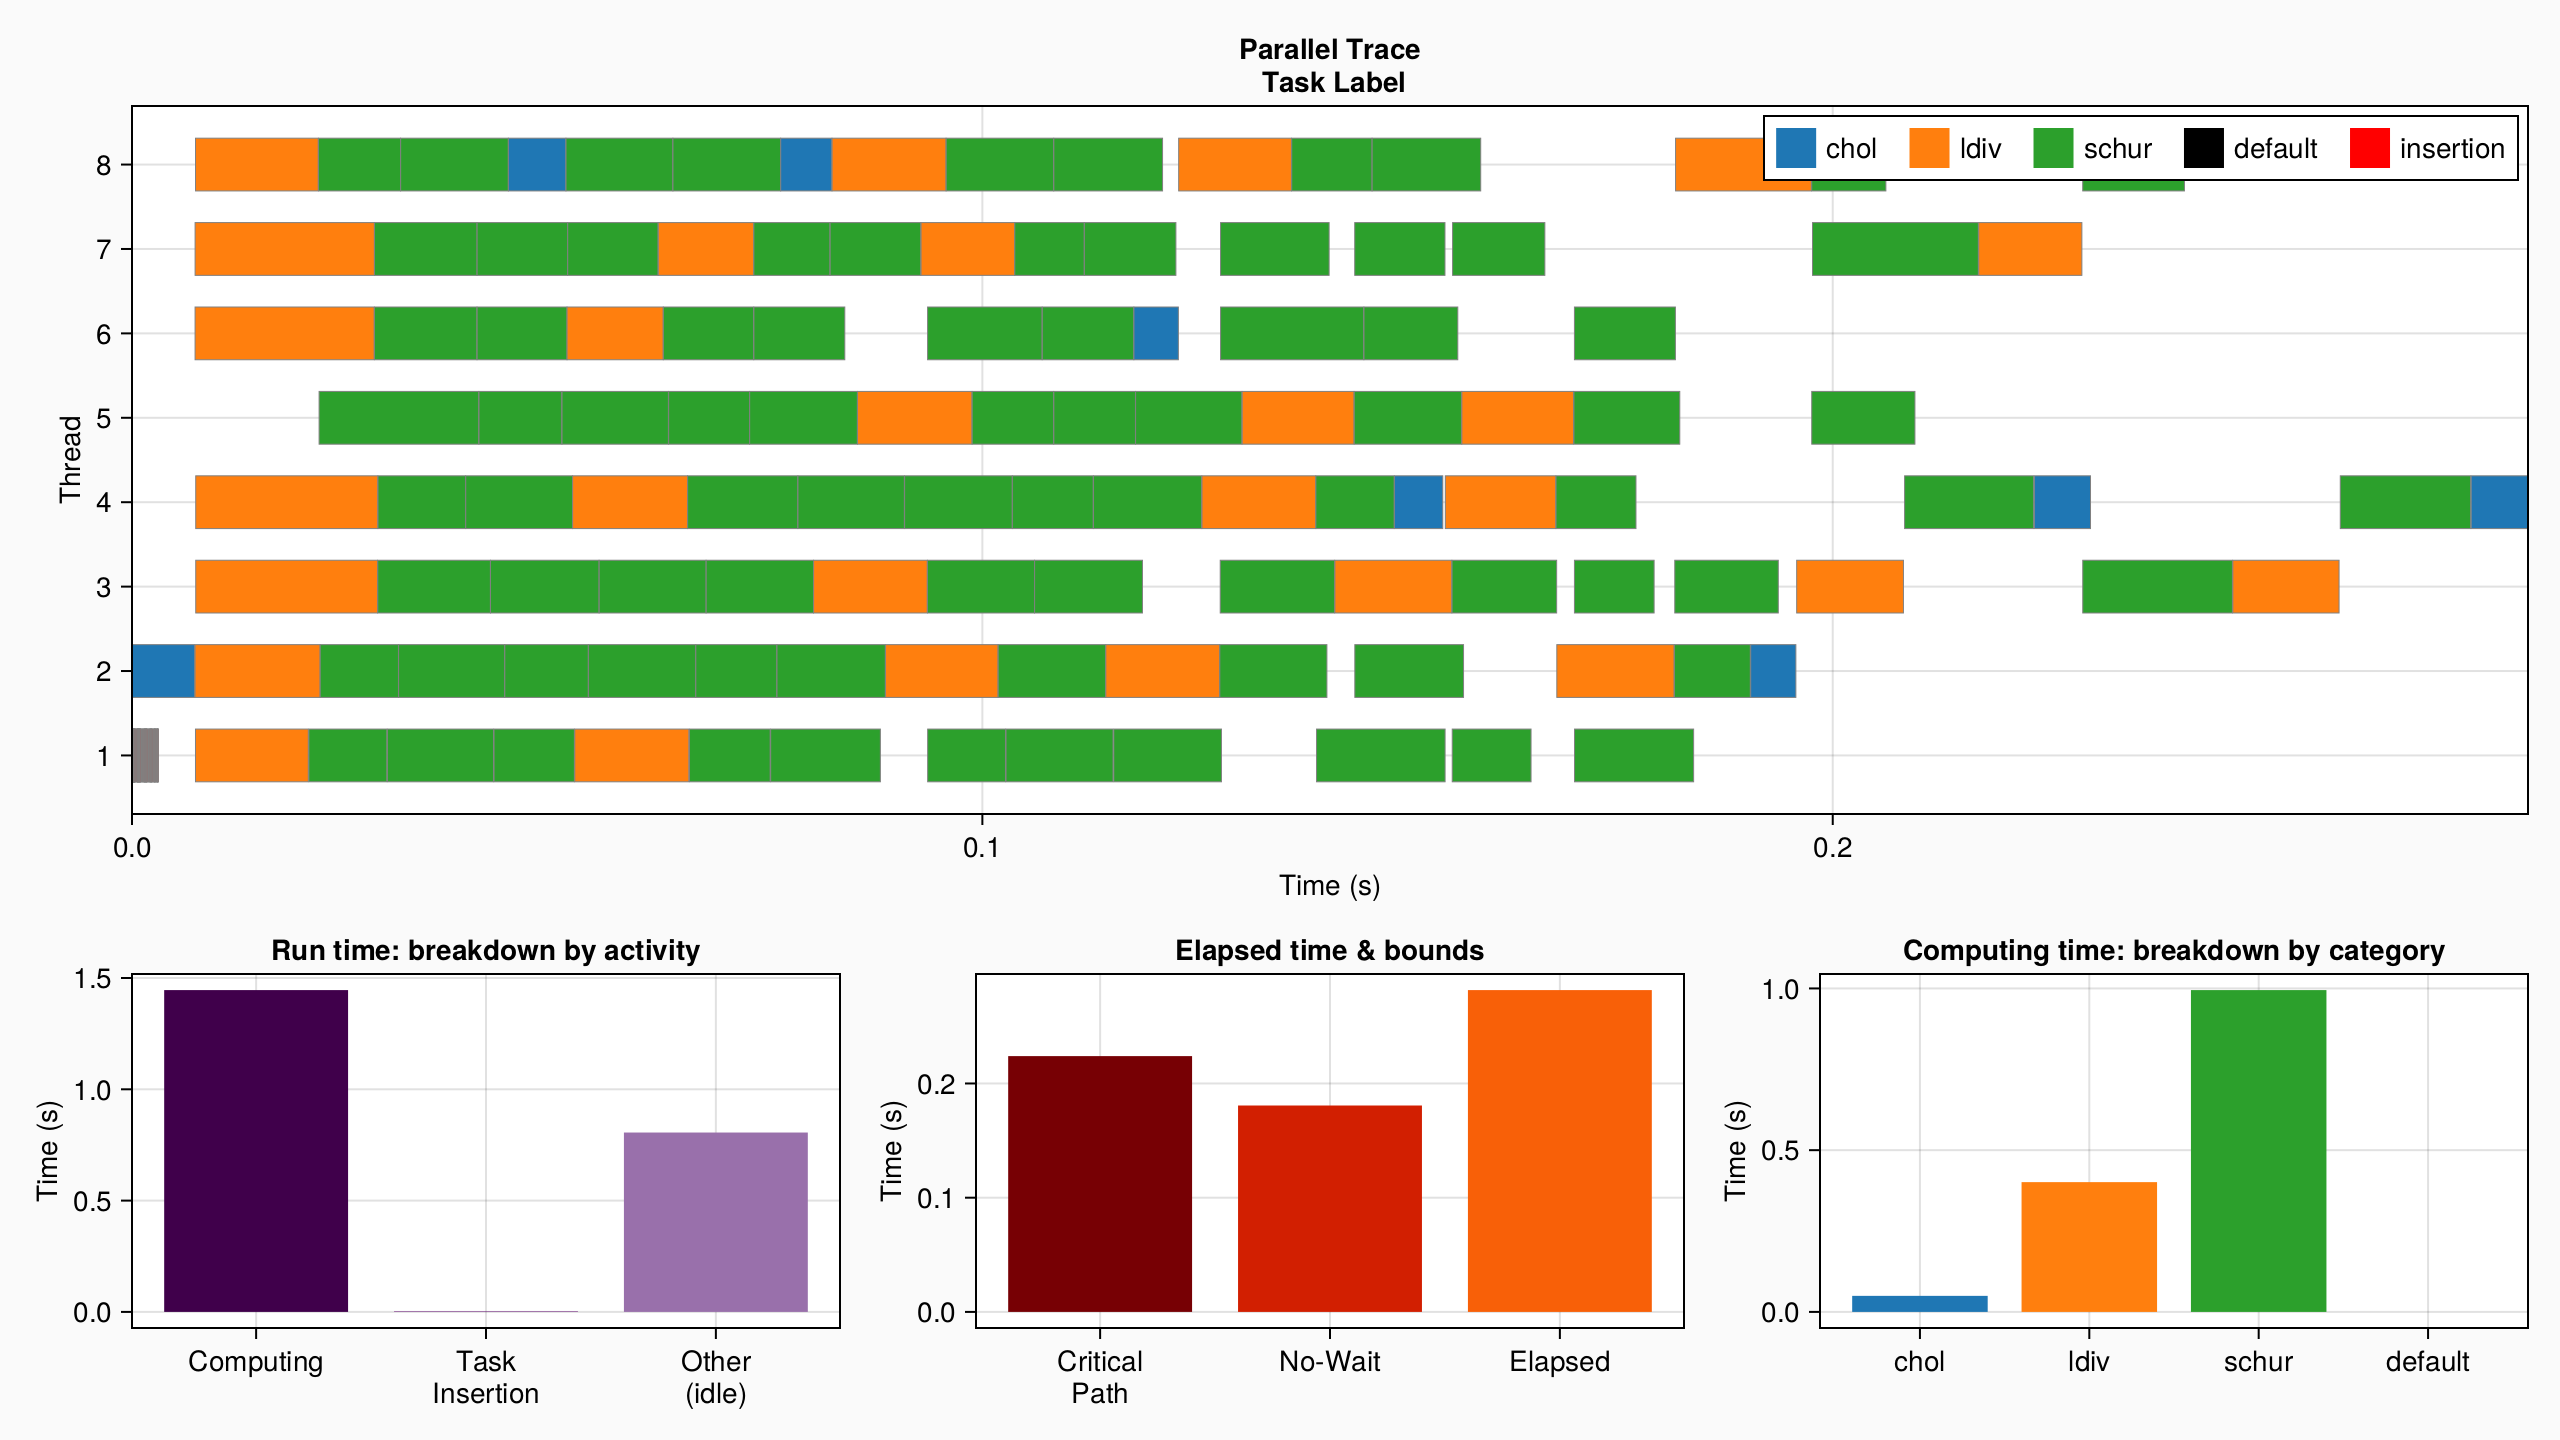 Parallel Trace
Task Label
chol ldiv schur default insertion
Thread
8
7
6
5
4
3
2
1
0.0 0.1 0.2
Time (s)
Run time: breakdown by activity
Time (s)
1.5
1.0
0.5
0.0
Computing Task Other
Insertion (idle)
Elapsed time & bounds
Time (s)
0.2
0.1
0.0
Critical No-Wait Elapsed
Path
Computing time: breakdown by category
Time (s)
1.0
0.5
0.0
chol ldiv schur default